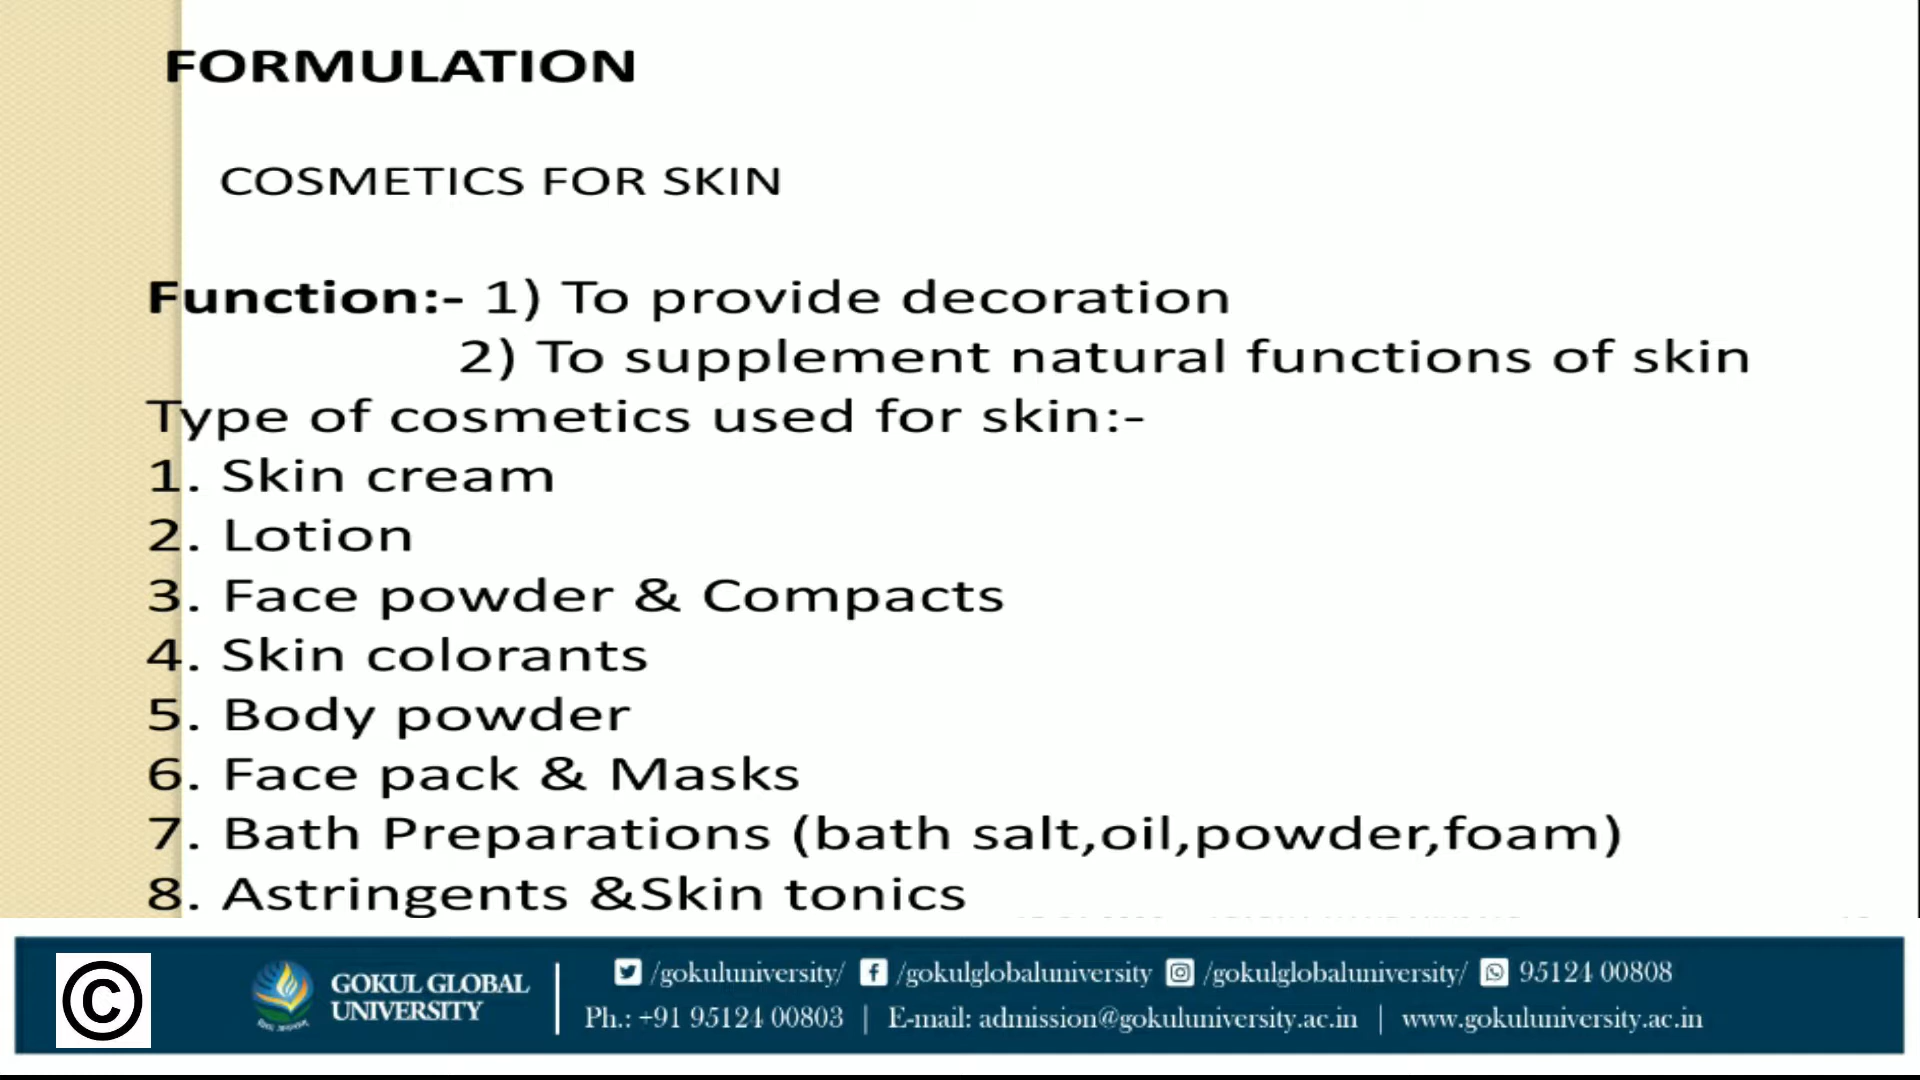 FORMULATION
COSMETICS FOR SKIN
Function:- 1) To provide decoration
2) To supplement natural functions of skin
Type of cosmetics used for skin:-
1. Skin cream
2. Lotion
3. Face powder & Compacts
4. Skin colorants
5. Body powder
6. Face pack & Masks
7. Bath Preparations (bath salt,oil,powder,foam)
8. Astringents &Skin tonics
©
GOKUL GLOBAL
UNIVERSITY
/gokuluniversity/ /gokulglobaluniversity /gokulglobaluniversity/ 95124 00808
Ph.: +91 95124 00803 | E-mail: admission@gokuluniversity.ac.in | www.gokuluniversity.ac.in